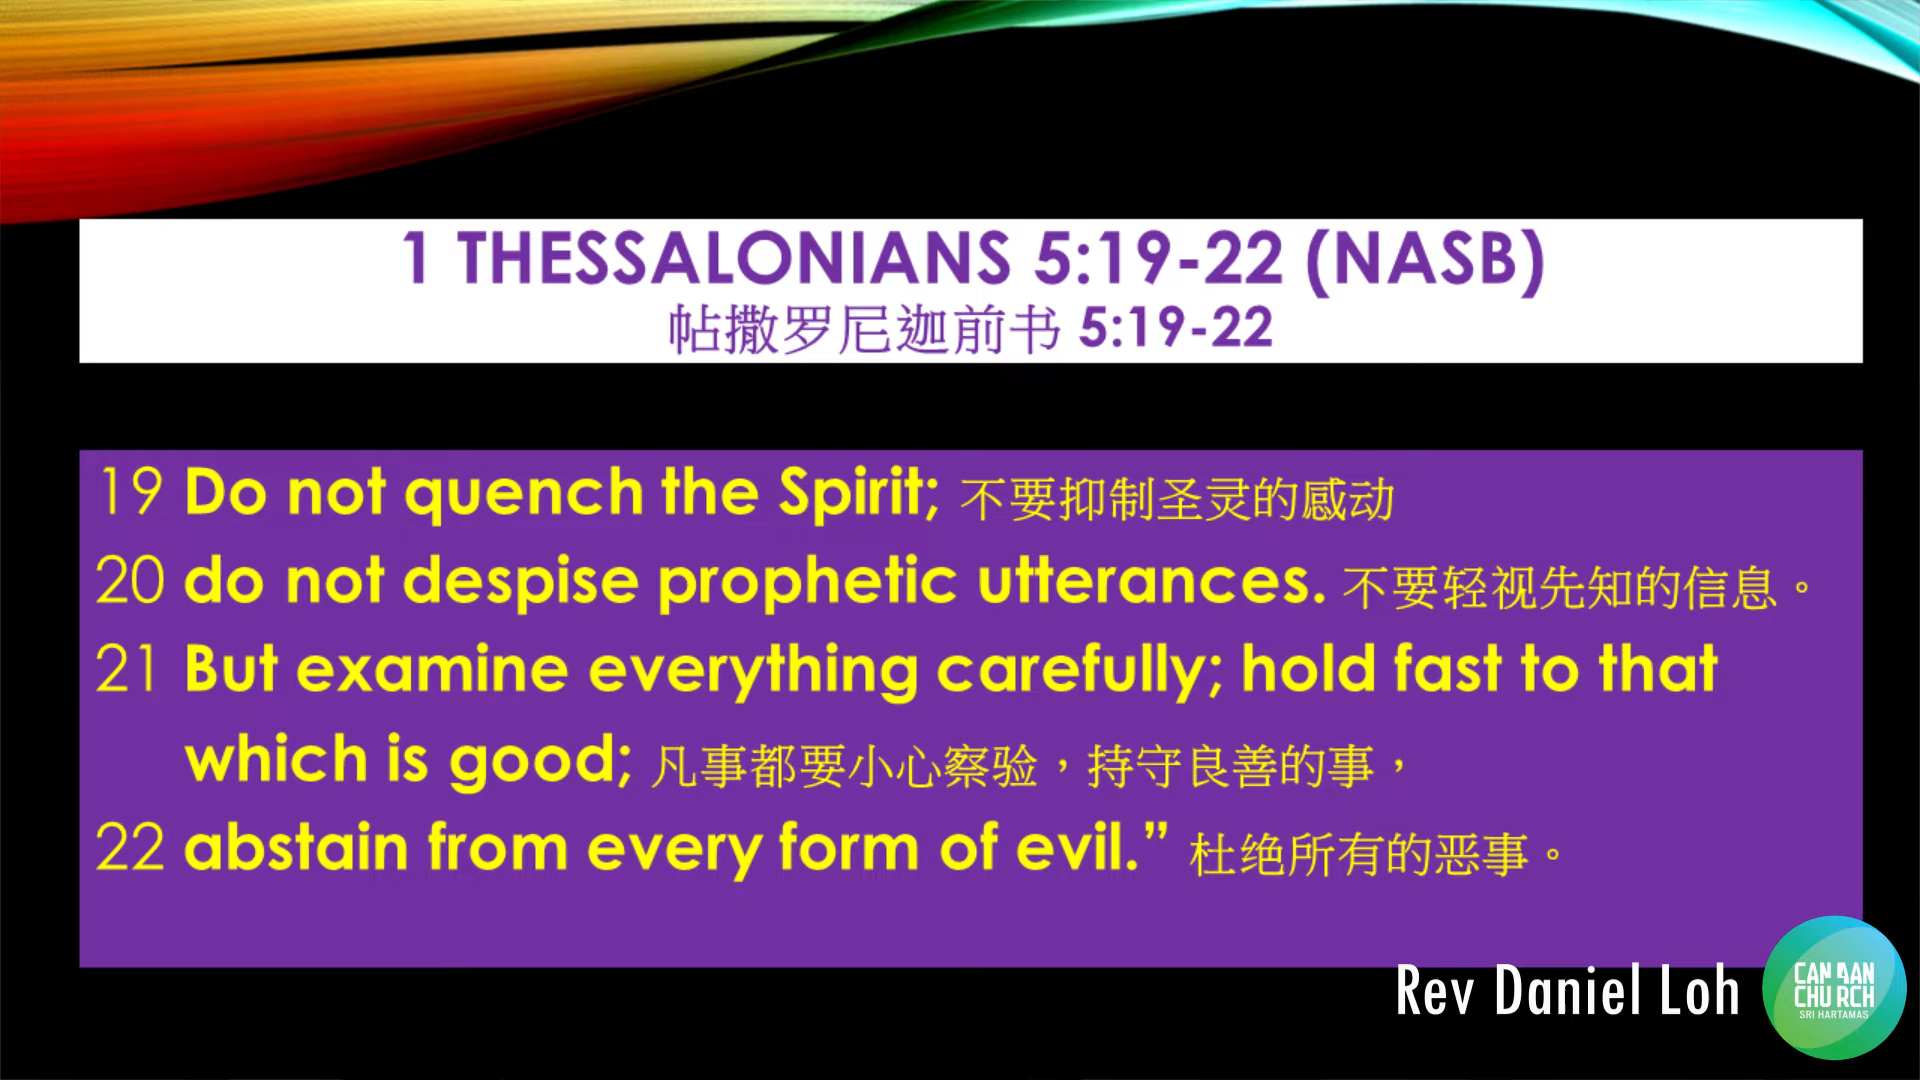 1 THESSALONIANS 5:19-22 (NASB)
帖撒罗尼迦前书 5:19-22
19 Do not quench the Spirit; 不要抑制圣灵的感动
20 do not despise prophetic utterances. 不要轻视先知的信息。
21 But examine everything carefully; hold fast to that
which is good; 凡事都要小心察验，持守良善的事，
22 abstain from every form of evil.” 杜绝所有的恶事。
Rev Daniel Loh
CANAAN
CHURCH
SRI HARTAMAS